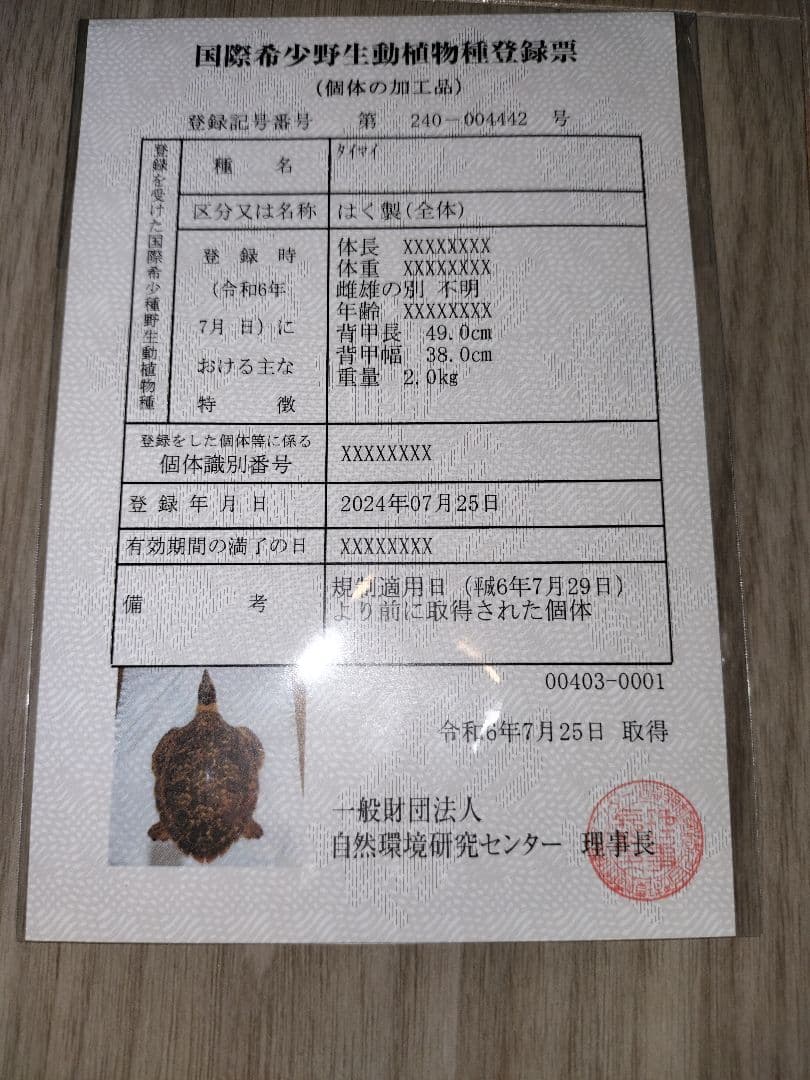 国際希少野生動植物種登録票
(個体の加工品)
登録記号番号 第 240-004442 号
登録を受けた国際希少種野生動植物種
種 名 タイマイ
区分又は名称 はく製(全体)
登録時
(令和6年
7月 日)に
おける主な
特 徴
体長 XXXXXXXX
体重 XXXXXXXX
雌雄の別 不明
年齢 XXXXXXXX
背甲長 49.0cm
背甲幅 38.0cm
重量 2.0kg
登録をした個体等に係る
個体識別番号 XXXXXXXX
登録年月日 2024年07月25日
有効期間の満了の日 XXXXXXXX
備 考
規制適用日(平成6年7月29日)
より前に取得された個体
00403-0001
令和6年7月25日 取得
一般財団法人
自然環境研究センター 理事長